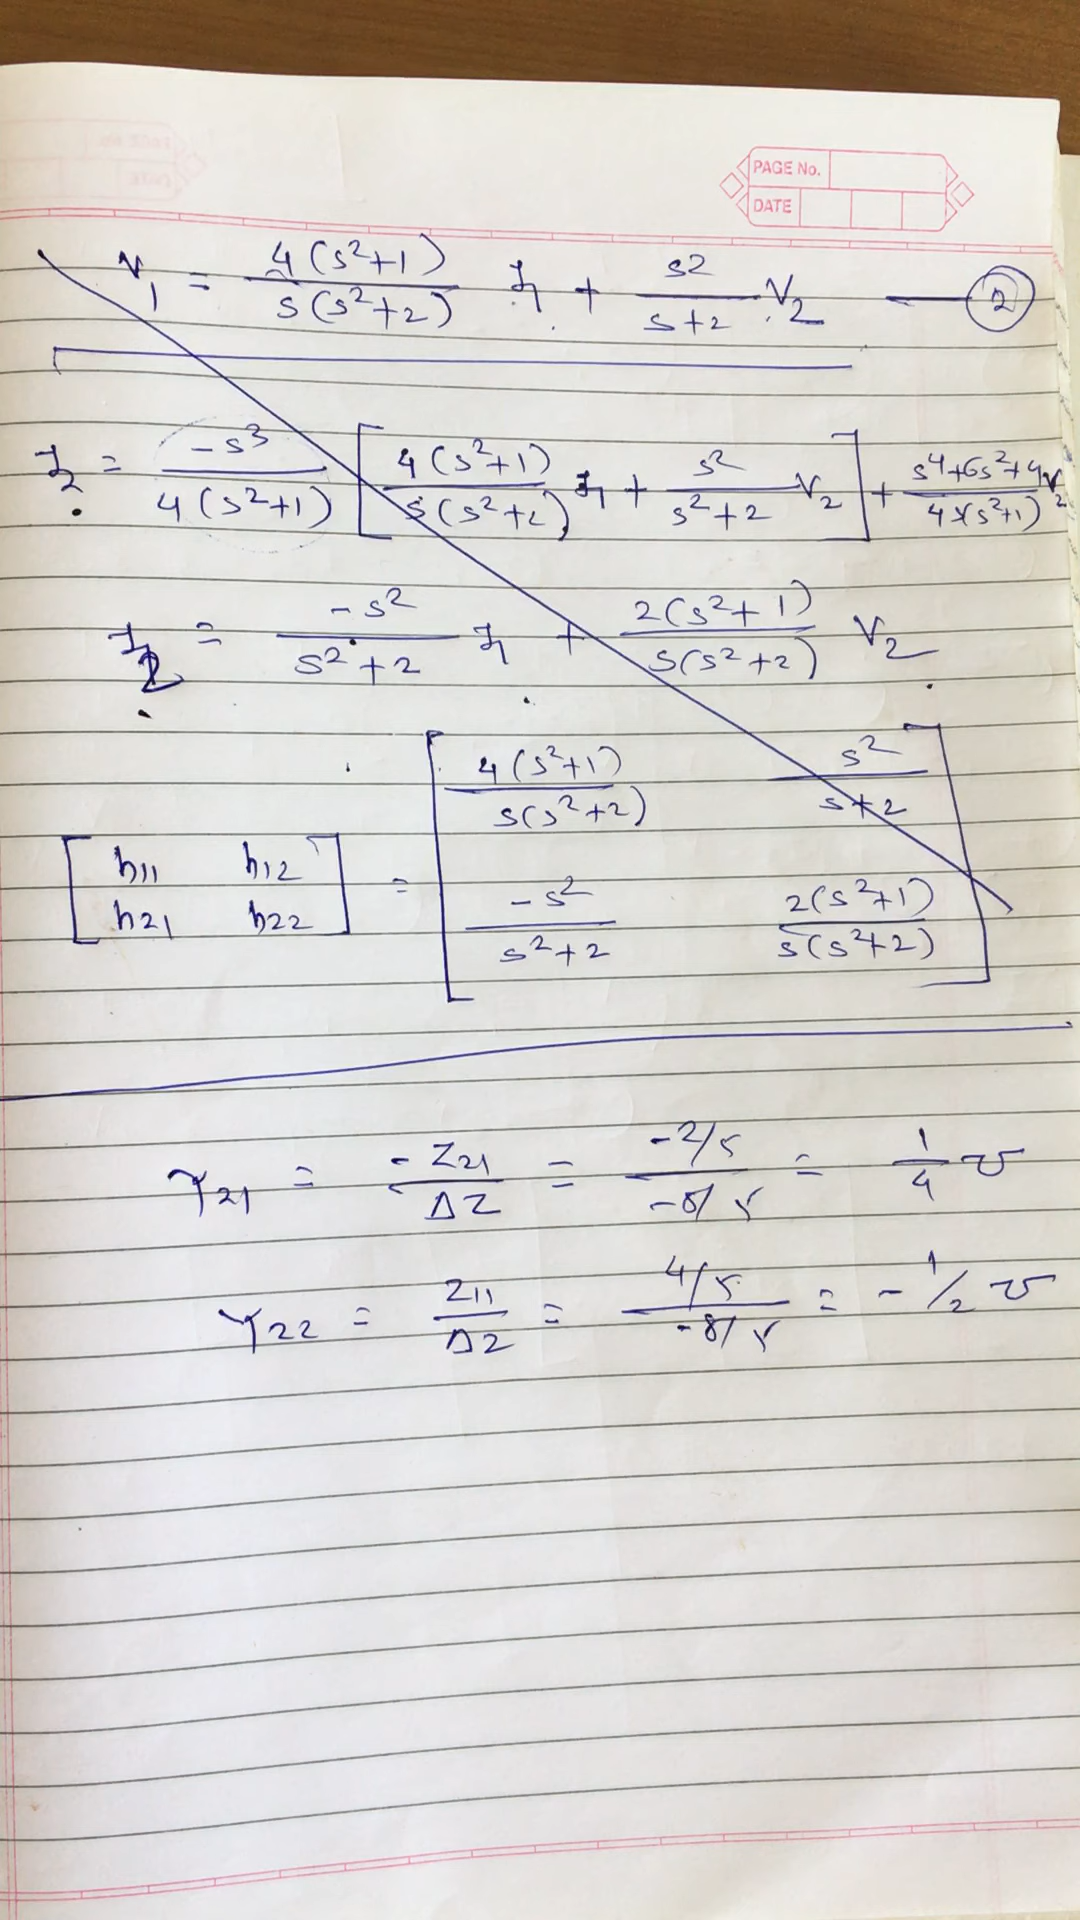 PAGE No.
DATE
V₁ = 4(s²+1) / s(s²+2) I₁ + s² / s+2 V₂ — ②
I₂ = -s³ / 4(s²+1) [ 4(s²+1) / s(s²+2) I₁ + s² / s²+2 V₂ ] + s⁴+6s²+4 / 4s(s²+1) V₂
I₂ = -s² / s²+2 I₁ + 2(s²+1) / s(s²+2) V₂
[ h11 h12 ; h21 h22 ] = [ 4(s²+1) / s(s²+2) s² / s+2 ; -s² / s²+2 2(s²+1) / s(s²+2) ]
Y21 = -Z21 / ΔZ = -2/5 / -8/5 = 1/4 ℧
Y22 = Z11 / ΔZ = 4/5 / -8/5 = -1/2 ℧